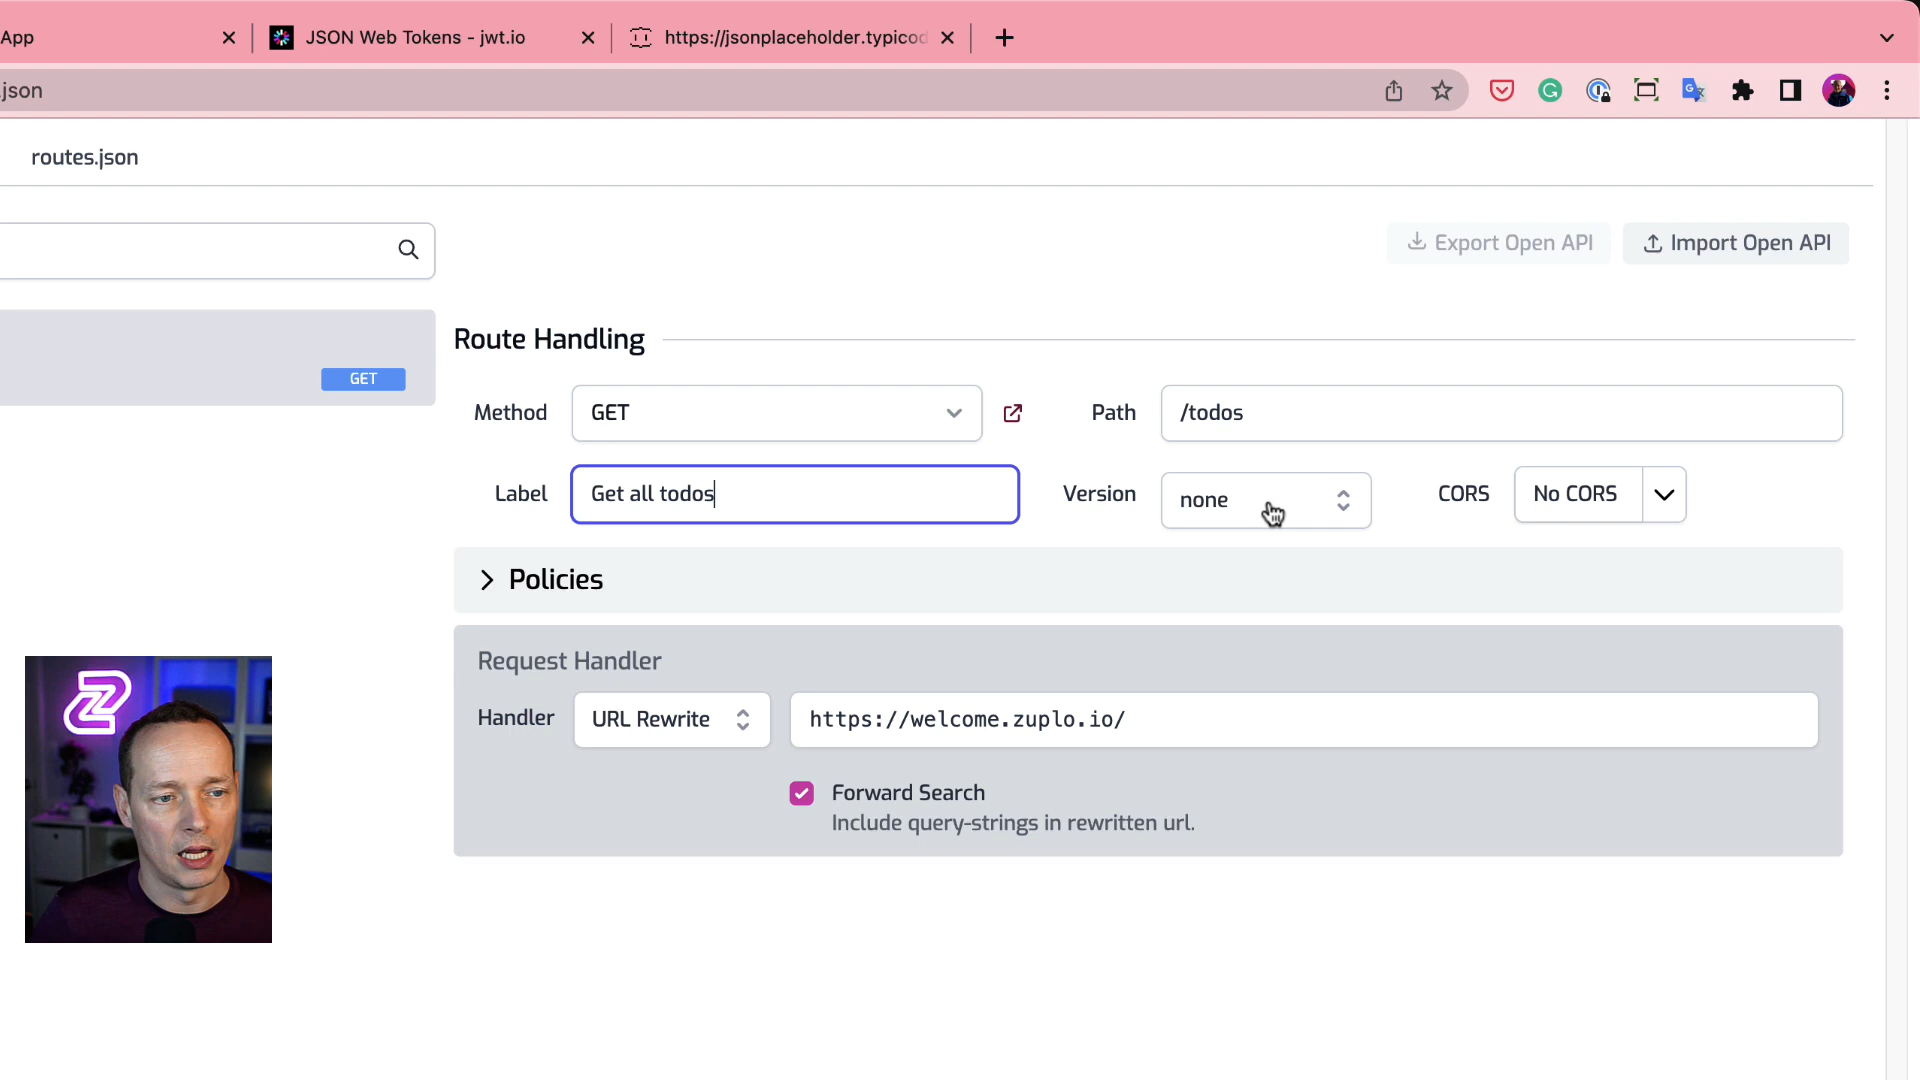 App
JSON Web Tokens - jwt.io
https://jsonplaceholder.typicod
json
routes.json
Export Open API
Import Open API
Route Handling
GET
Method
GET
Path
/todos
Label
Get all todos
Version
none
CORS
No CORS
Policies
Request Handler
Handler
URL Rewrite
https://welcome.zuplo.io/
Forward Search
Include query-strings in rewritten url.